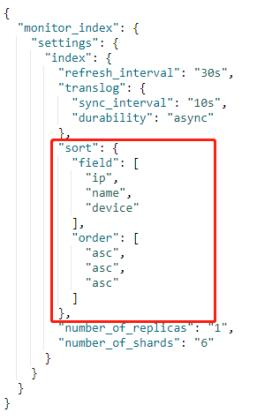 {
  "monitor_index": {
    "settings": {
      "index": {
        "refresh_interval": "30s",
        "translog": {
          "sync_interval": "10s",
          "durability": "async"
        },
        "sort": {
          "field": [
            "ip",
            "name",
            "device"
          ],
          "order": [
            "asc",
            "asc",
            "asc"
          ]
        },
        "number_of_replicas": "1",
        "number_of_shards": "6"
      }
    }
  }
}